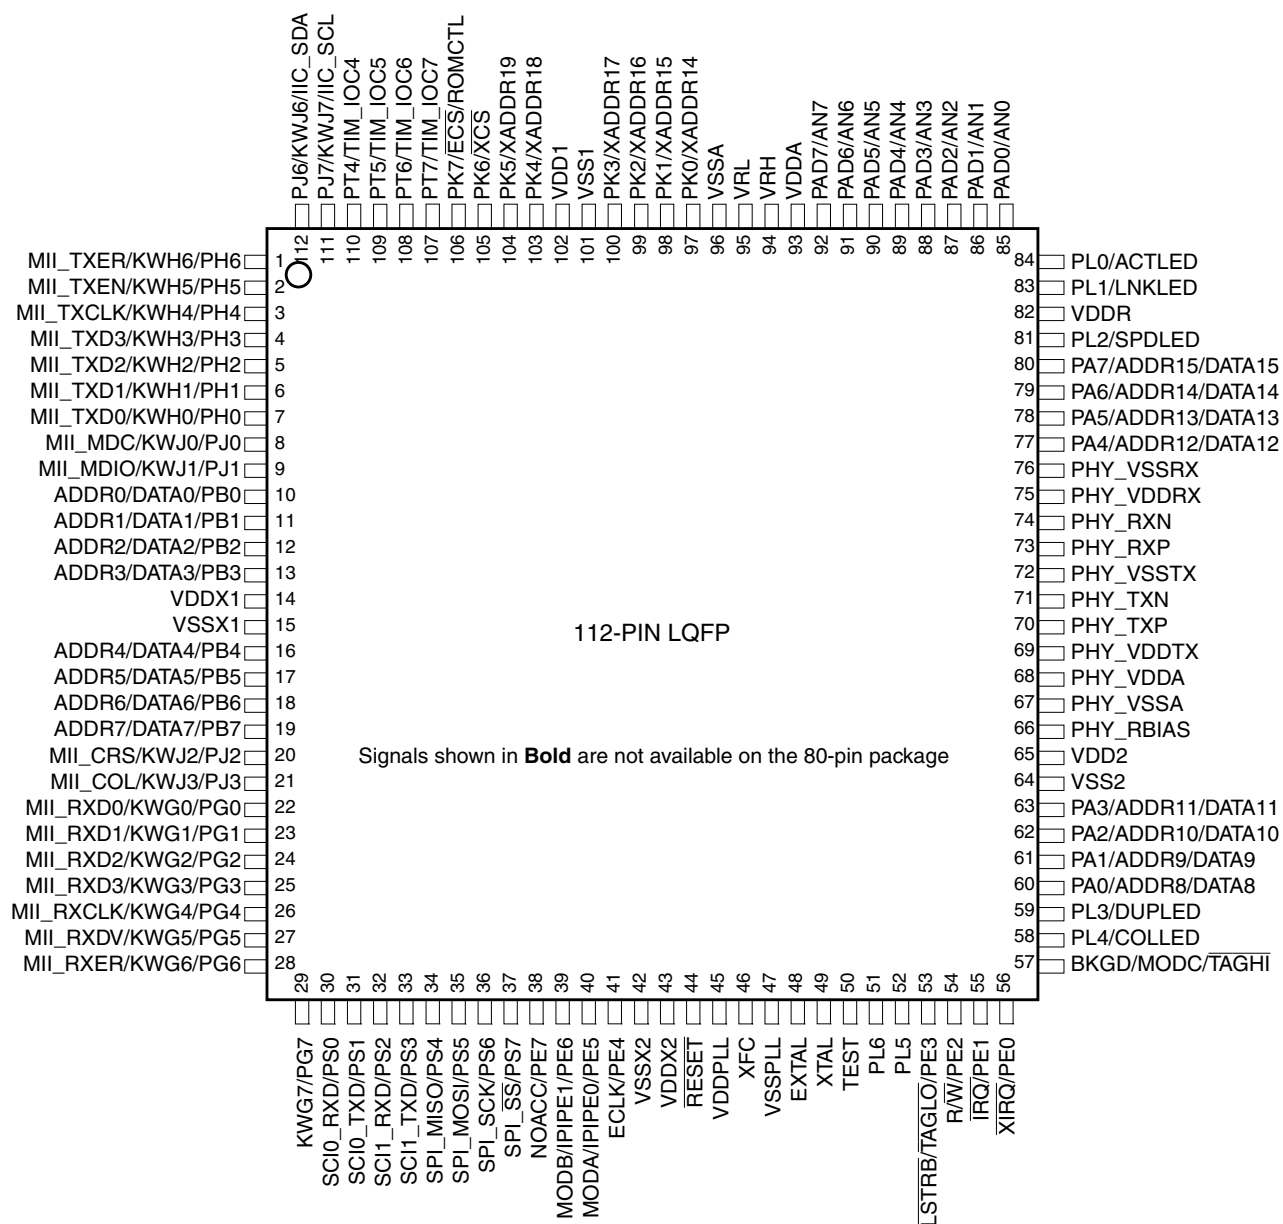 PJ6/KWJ6/IIC_SDA
PJ7/KWJ7/IIC_SCL
PT4/TIM_IOC4
PT5/TIM_IOC5
PT6/TIM_IOC6
PT7/TIM_IOC7
PK7/ECS/ROMCTL
PK6/XCS
PK5/XADDR19
PK4/XADDR18
VDD1
VSS1
PK3/XADDR17
PK2/XADDR16
PK1/XADDR15
PK0/XADDR14
VSSA
VRL
VRH
VDDA
PAD7/AN7
PAD6/AN6
PAD5/AN5
PAD4/AN4
PAD3/AN3
PAD2/AN2
PAD1/AN1
PAD0/AN0
112
111
110
109
108
107
106
105
104
103
102
101
100
99
98
97
96
95
94
93
92
91
90
89
88
87
86
85
MII_TXER/KWH6/PH6 1
MII_TXEN/KWH5/PH5 2
MII_TXCLK/KWH4/PH4 3
MII_TXD3/KWH3/PH3 4
MII_TXD2/KWH2/PH2 5
MII_TXD1/KWH1/PH1 6
MII_TXD0/KWH0/PH0 7
MII_MDC/KWJ0/PJ0 8
MII_MDIO/KWJ1/PJ1 9
ADDR0/DATA0/PB0 10
ADDR1/DATA1/PB1 11
ADDR2/DATA2/PB2 12
ADDR3/DATA3/PB3 13
VDDX1 14
VSSX1 15
ADDR4/DATA4/PB4 16
ADDR5/DATA5/PB5 17
ADDR6/DATA6/PB6 18
ADDR7/DATA7/PB7 19
MII_CRS/KWJ2/PJ2 20
MII_COL/KWJ3/PJ3 21
MII_RXD0/KWG0/PG0 22
MII_RXD1/KWG1/PG1 23
MII_RXD2/KWG2/PG2 24
MII_RXD3/KWG3/PG3 25
MII_RXCLK/KWG4/PG4 26
MII_RXDV/KWG5/PG5 27
MII_RXER/KWG6/PG6 28
112-PIN LQFP
Signals shown in Bold are not available on the 80-pin package
84 PL0/ACTLED
83 PL1/LNKLED
82 VDDR
81 PL2/SPDLED
80 PA7/ADDR15/DATA15
79 PA6/ADDR14/DATA14
78 PA5/ADDR13/DATA13
77 PA4/ADDR12/DATA12
76 PHY_VSSRX
75 PHY_VDDRX
74 PHY_RXN
73 PHY_RXP
72 PHY_VSSTX
71 PHY_TXN
70 PHY_TXP
69 PHY_VDDTX
68 PHY_VDDA
67 PHY_VSSA
66 PHY_RBIAS
65 VDD2
64 VSS2
63 PA3/ADDR11/DATA11
62 PA2/ADDR10/DATA10
61 PA1/ADDR9/DATA9
60 PA0/ADDR8/DATA8
59 PL3/DUPLED
58 PL4/COLLED
57 BKGD/MODC/TAGHI
29
30
31
32
33
34
35
36
37
38
39
40
41
42
43
44
45
46
47
48
49
50
51
52
53
54
55
56
KWG7/PG7
SCI0_RXD/PS0
SCI0_TXD/PS1
SCI1_RXD/PS2
SCI1_TXD/PS3
SPI_MISO/PS4
SPI_MOSI/PS5
SPI_SCK/PS6
SPI_SS/PS7
NOACC/PE7
MODB/IPIPE1/PE6
MODA/IPIPE0/PE5
ECLK/PE4
VSSX2
VDDX2
RESET
VDDPLL
XFC
VSSPLL
EXTAL
XTAL
TEST
PL6
PL5
LSTRB/TAGLO/PE3
R/W/PE2
IRQ/PE1
XIRQ/PE0